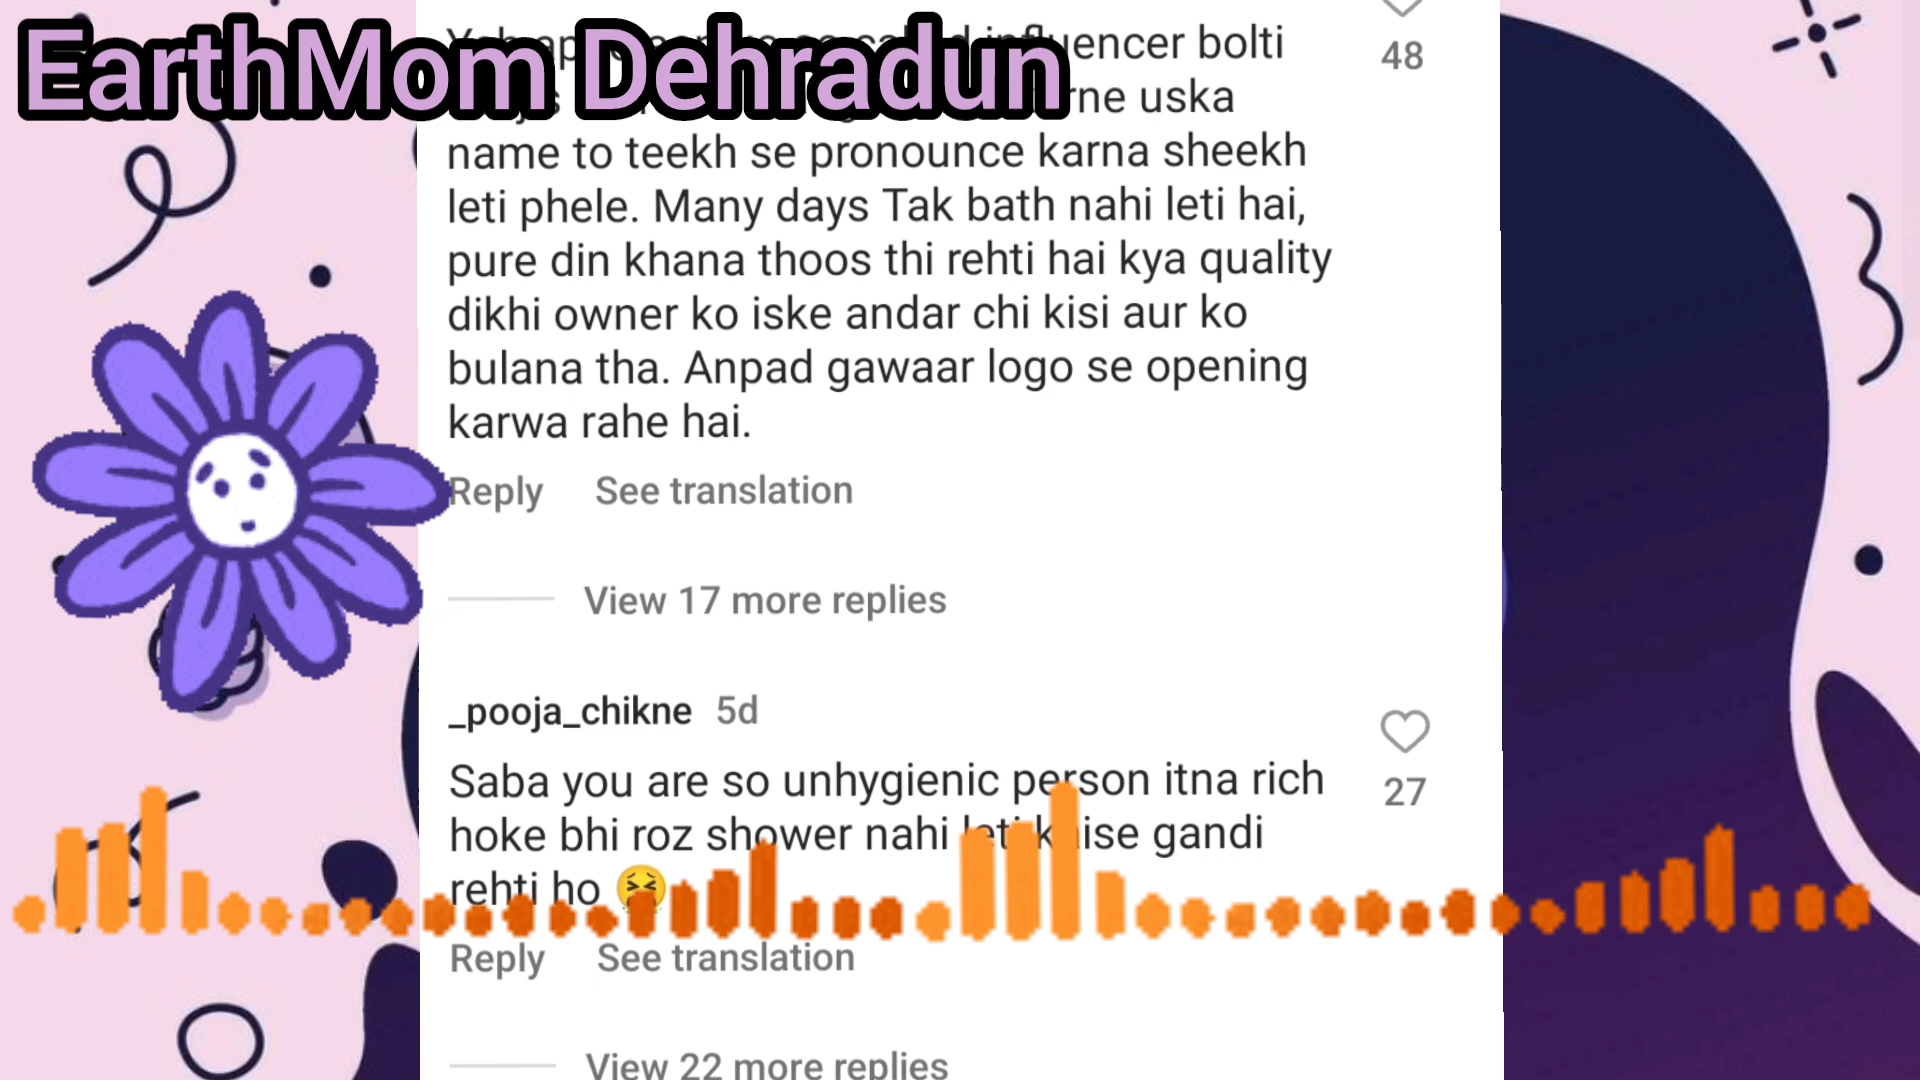 EarthMom Dehradun
influencer bolti
48
uska
name to teekh se pronounce karna sheekh
leti phele. Many days Tak bath nahi leti hai,
pure din khana thoos thi rehti hai kya quality
dikhi owner ko iske andar chi kisi aur ko
bulana tha. Anpad gawaar logo se opening
karwa rahe hai.
Reply See translation
View 17 more replies
_pooja_chikne 5d
Saba you are so unhygienic person itna rich
27
hoke bhi roz shower nahi leti kaise gandi
rehti ho 😝
Reply See translation
View 22 more replies